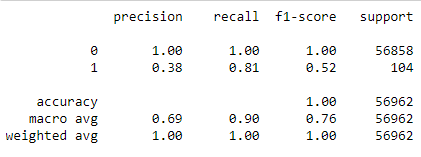 precision recall f1-score support
0 1.00 1.00 1.00 56858
1 0.38 0.81 0.52 104
accuracy 1.00 56962
macro avg 0.69 0.90 0.76 56962
weighted avg 1.00 1.00 1.00 56962